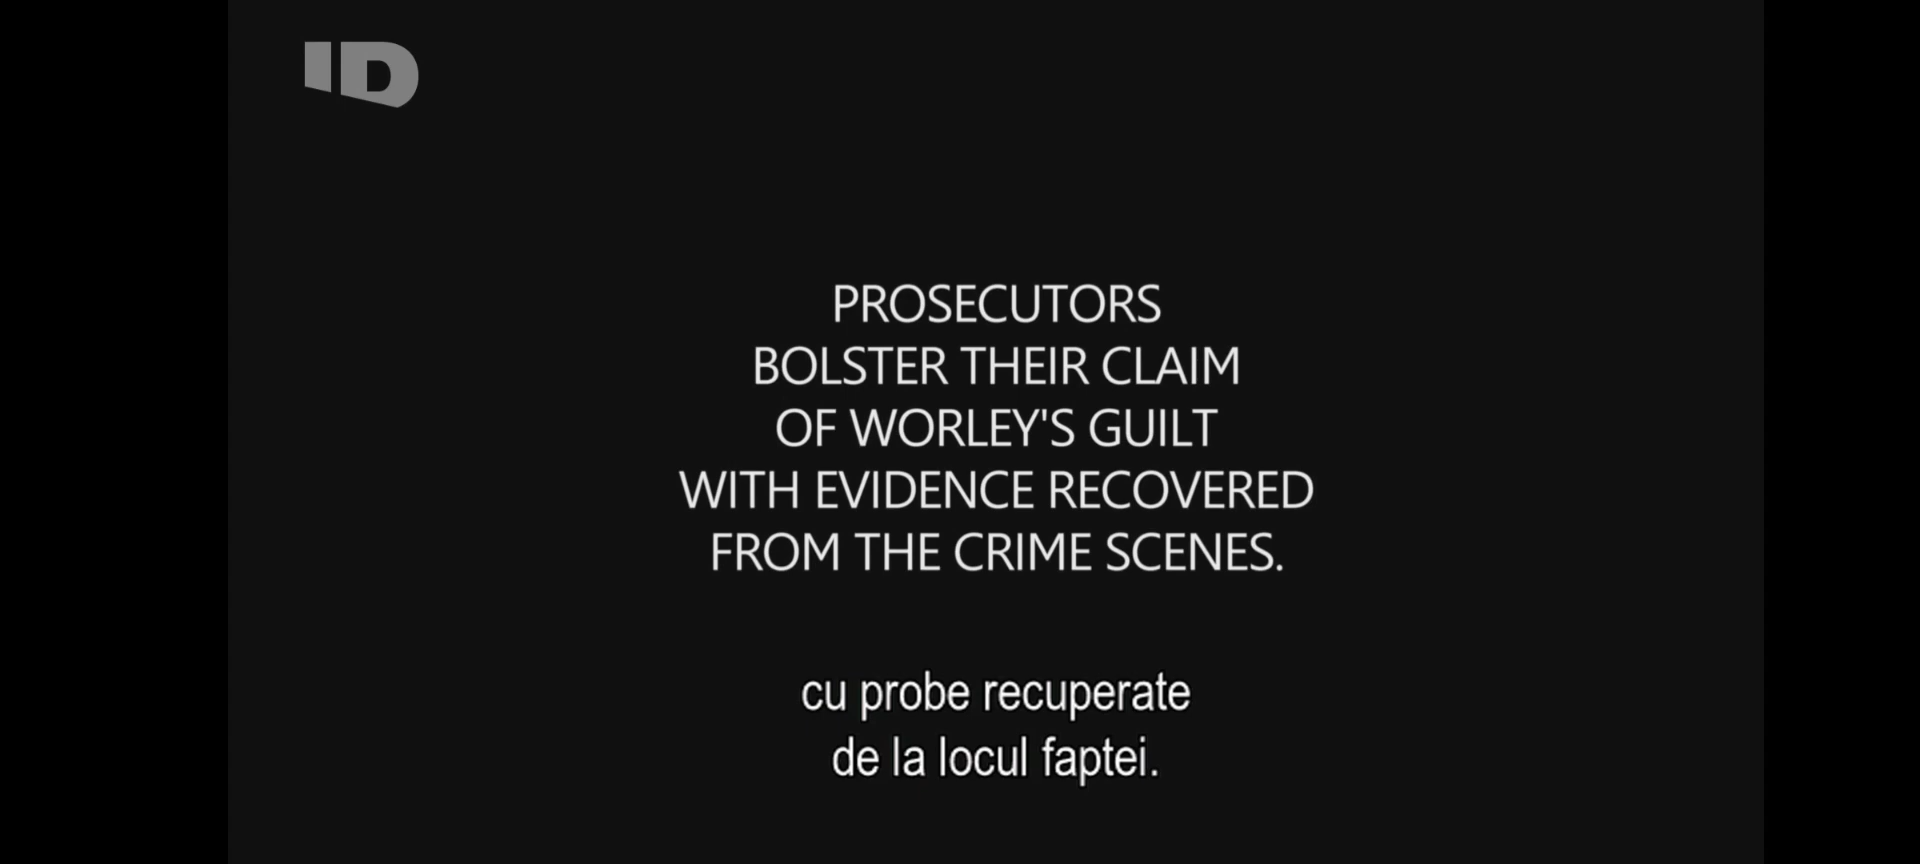 ID
PROSECUTORS
BOLSTER THEIR CLAIM
OF WORLEY'S GUILT
WITH EVIDENCE RECOVERED
FROM THE CRIME SCENES.
cu probe recuperate
de la locul faptei.